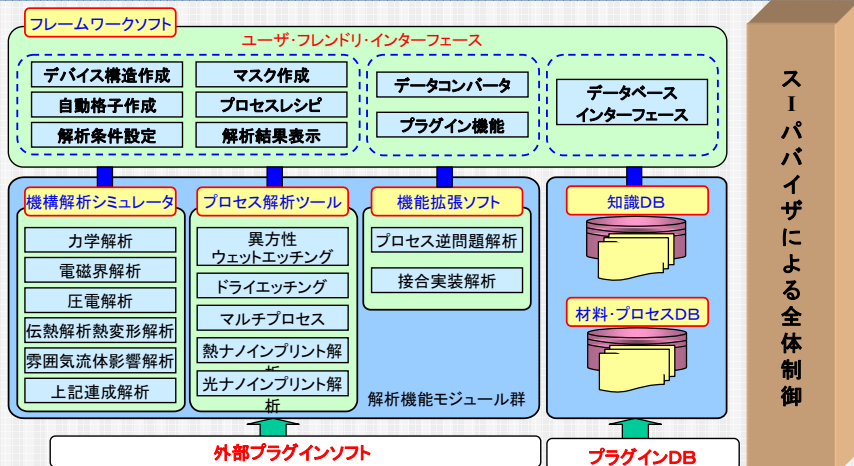 フレームワークソフト
ユーザ・フレンドリ・インターフェース
デバイス構造作成
マスク作成
自動格子作成
プロセスレシピ
解析条件設定
解析結果表示
データコンバータ
プラグイン機能
データベース
インターフェース
機構解析シミュレータ
力学解析
電磁界解析
圧電解析
伝熱解析熱変形解析
雰囲気流体影響解析
上記連成解析
プロセス解析ツール
異方性
ウェットエッチング
ドライエッチング
マルチプロセス
熱ナノインプリント解
析
光ナノインプリント解
析
機能拡張ソフト
プロセス逆問題解析
接合実装解析
解析機能モジュール群
知識DB
材料・プロセスDB
外部プラグインソフト
プラグインDB
スーパバイザによる全体制御